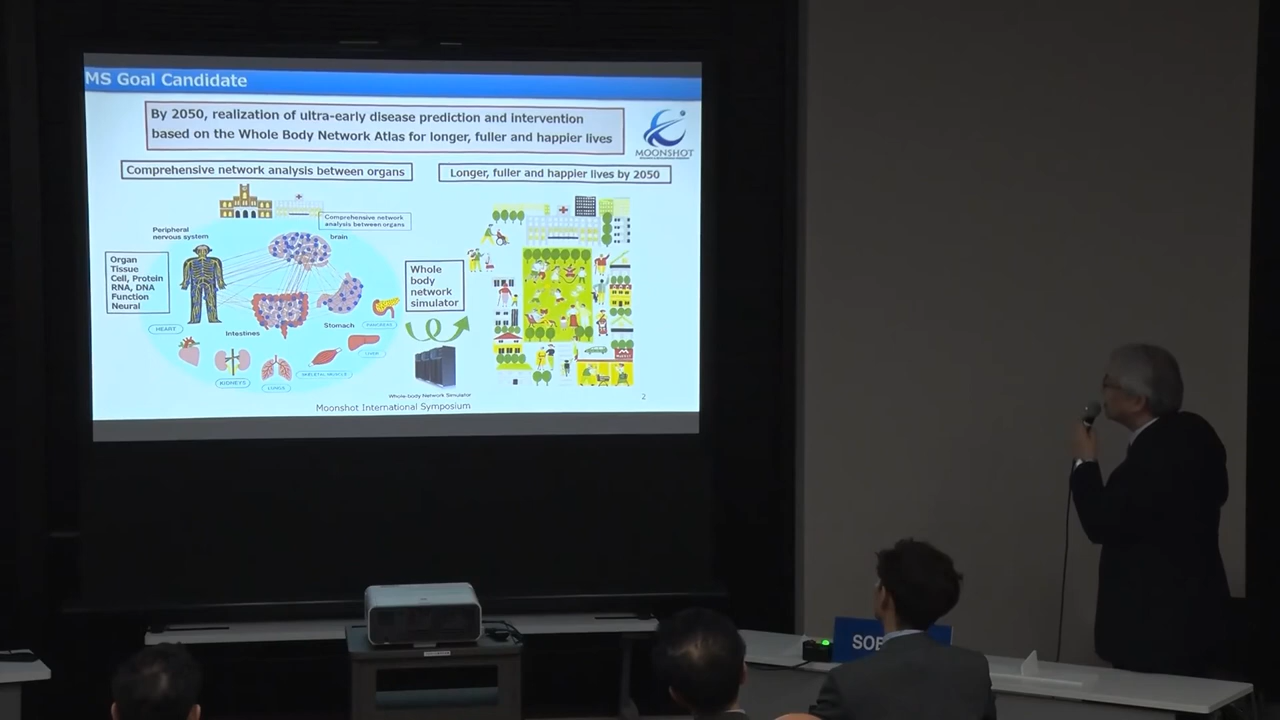 MS Goal Candidate
By 2050, realization of ultra-early disease prediction and intervention
based on the Whole Body Network Atlas for longer, fuller and happier lives
MOONSHOT
Comprehensive network analysis between organs
Longer, fuller and happier lives by 2050
Comprehensive network
analysis between organs
Peripheral
nervous system
brain
Organ
Tissue
Cell, Protein
RNA, DNA
Function
Neural
Whole
body
network
simulator
HEART
Intestines
Stomach
PANCREAS
LIVER
KIDNEYS
LUNGS
SKELETAL MUSCLE
Whole-body Network Simulator
Moonshot International Symposium
2